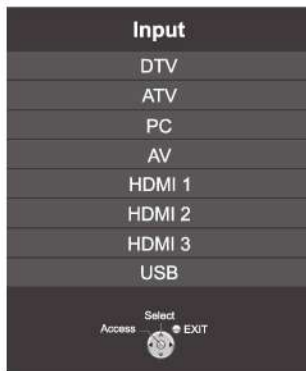 Input
DTV
ATV
PC
AV
HDMI 1
HDMI 2
HDMI 3
USB
Select
Access
EXIT